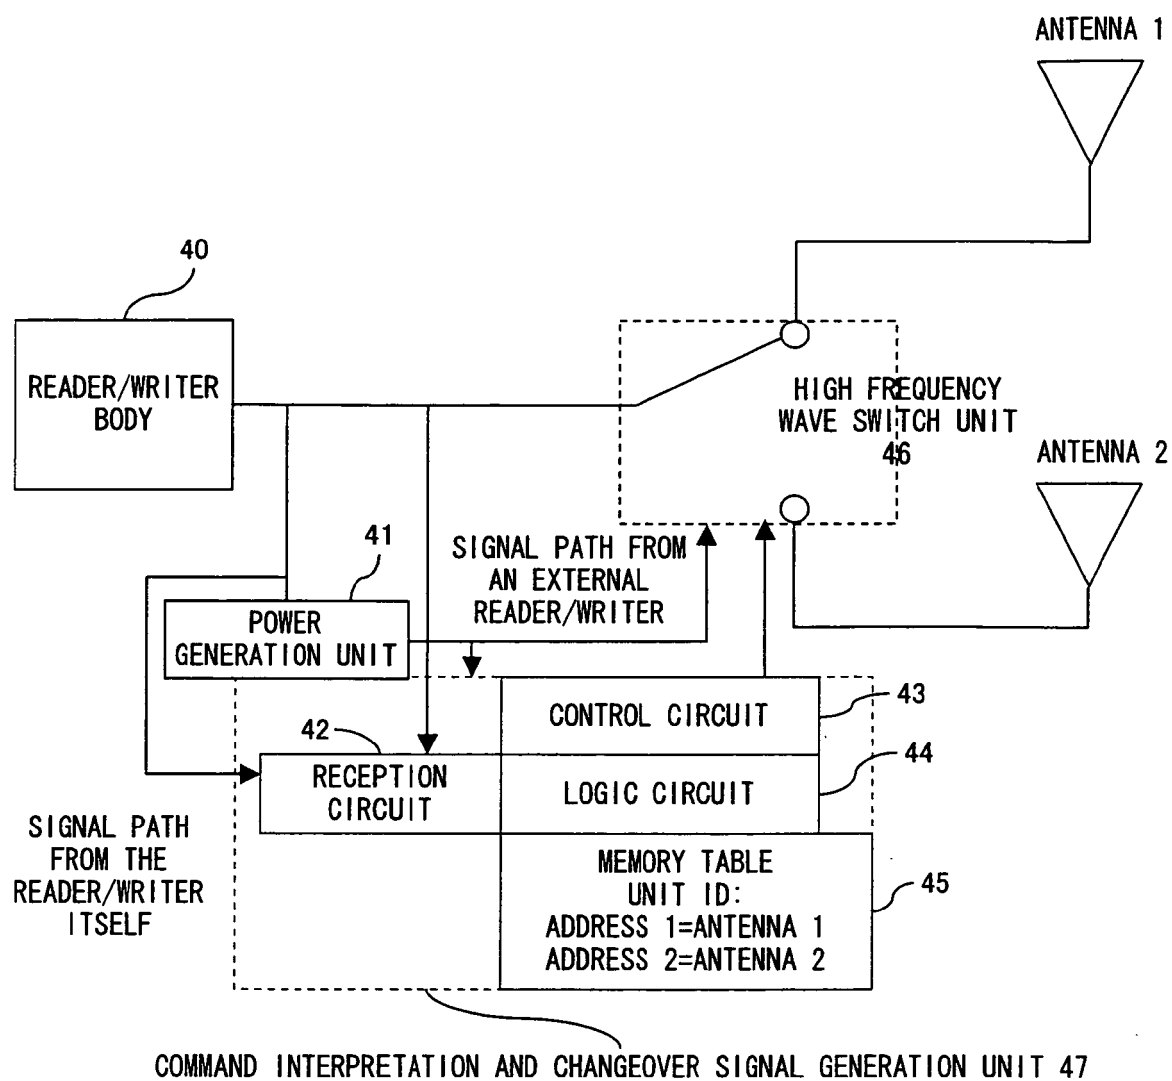 ANTENNA 1
40
READER/WRITER
BODY
HIGH FREQUENCY
WAVE SWITCH UNIT
46
ANTENNA 2
41
SIGNAL PATH FROM
AN EXTERNAL
READER/WRITER
POWER
GENERATION UNIT
CONTROL CIRCUIT
43
42
44
RECEPTION
CIRCUIT
LOGIC CIRCUIT
SIGNAL PATH
FROM THE
READER/WRITER
ITSELF
MEMORY TABLE
UNIT ID:
ADDRESS 1=ANTENNA 1
ADDRESS 2=ANTENNA 2
45
COMMAND INTERPRETATION AND CHANGEOVER SIGNAL GENERATION UNIT 47